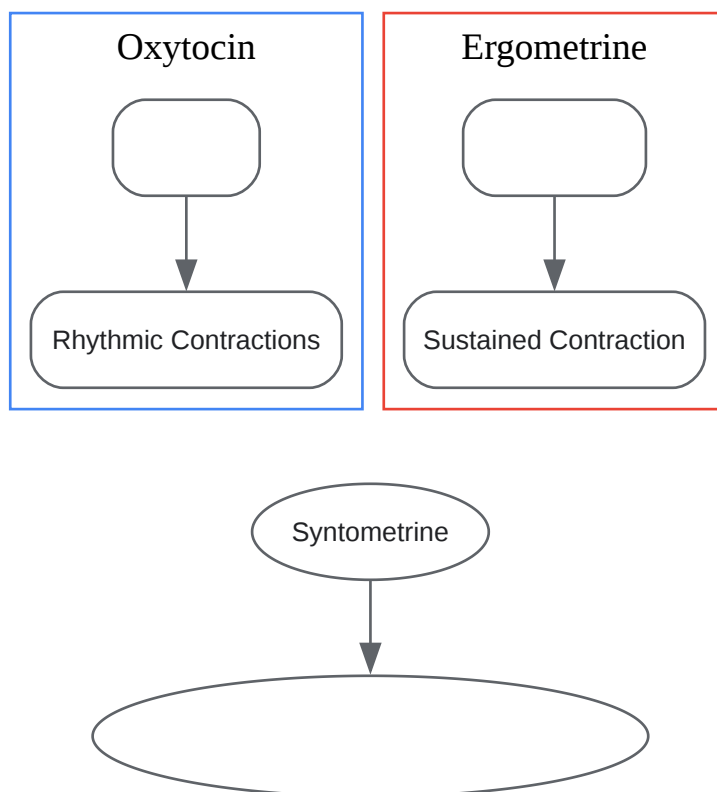 Oxytocin
Ergometrine
Rhythmic Contractions
Sustained Contraction
Syntometrine